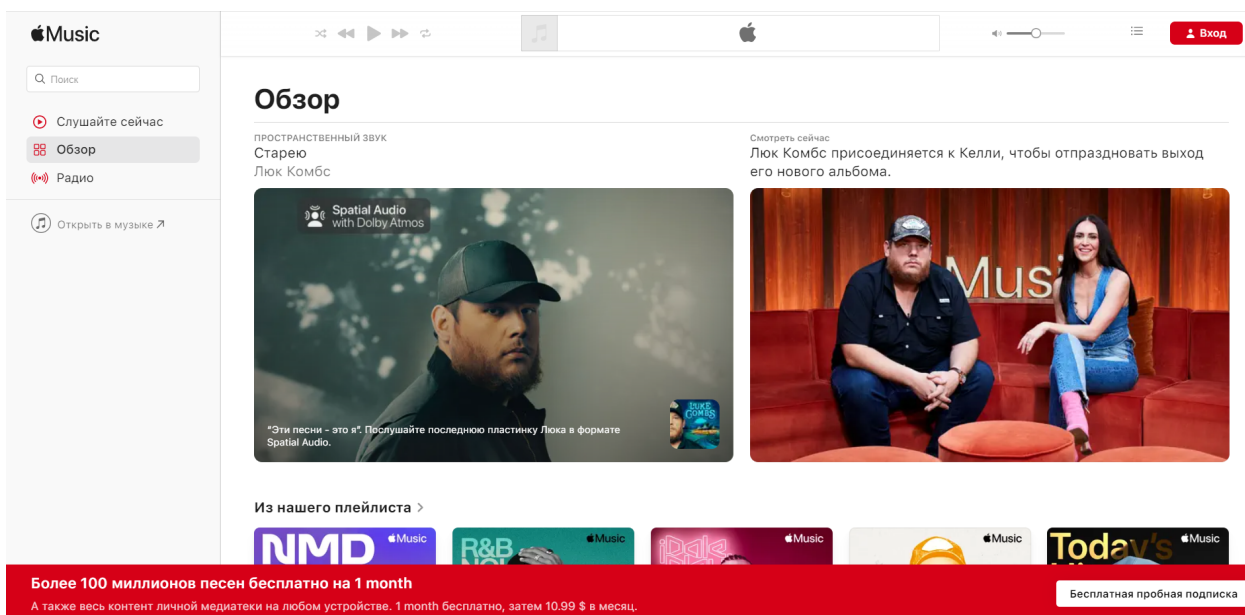 Music
Вход
Поиск
Слушайте сейчас
Обзор
Радио
Открыть в музыке
Обзор
ПРОСТРАНСТВЕННЫЙ ЗВУК
Старею
Люк Комбс
Spatial Audio
with Dolby Atmos
"Эти песни – это я". Послушайте последнюю пластинку Люка в формате
Spatial Audio.
LUKE
COMBS
Смотреть сейчас
Люк Комбс присоединяется к Келли, чтобы отпраздновать выход
его нового альбома.
Music
Из нашего плейлиста
NMD
Music
R&B
Music
Music
Music
Today's
Music
Более 100 миллионов песен бесплатно на 1 month
А также весь контент личной медиатеки на любом устройстве. 1 month бесплатно, затем 10.99 $ в месяц.
Бесплатная пробная подписка